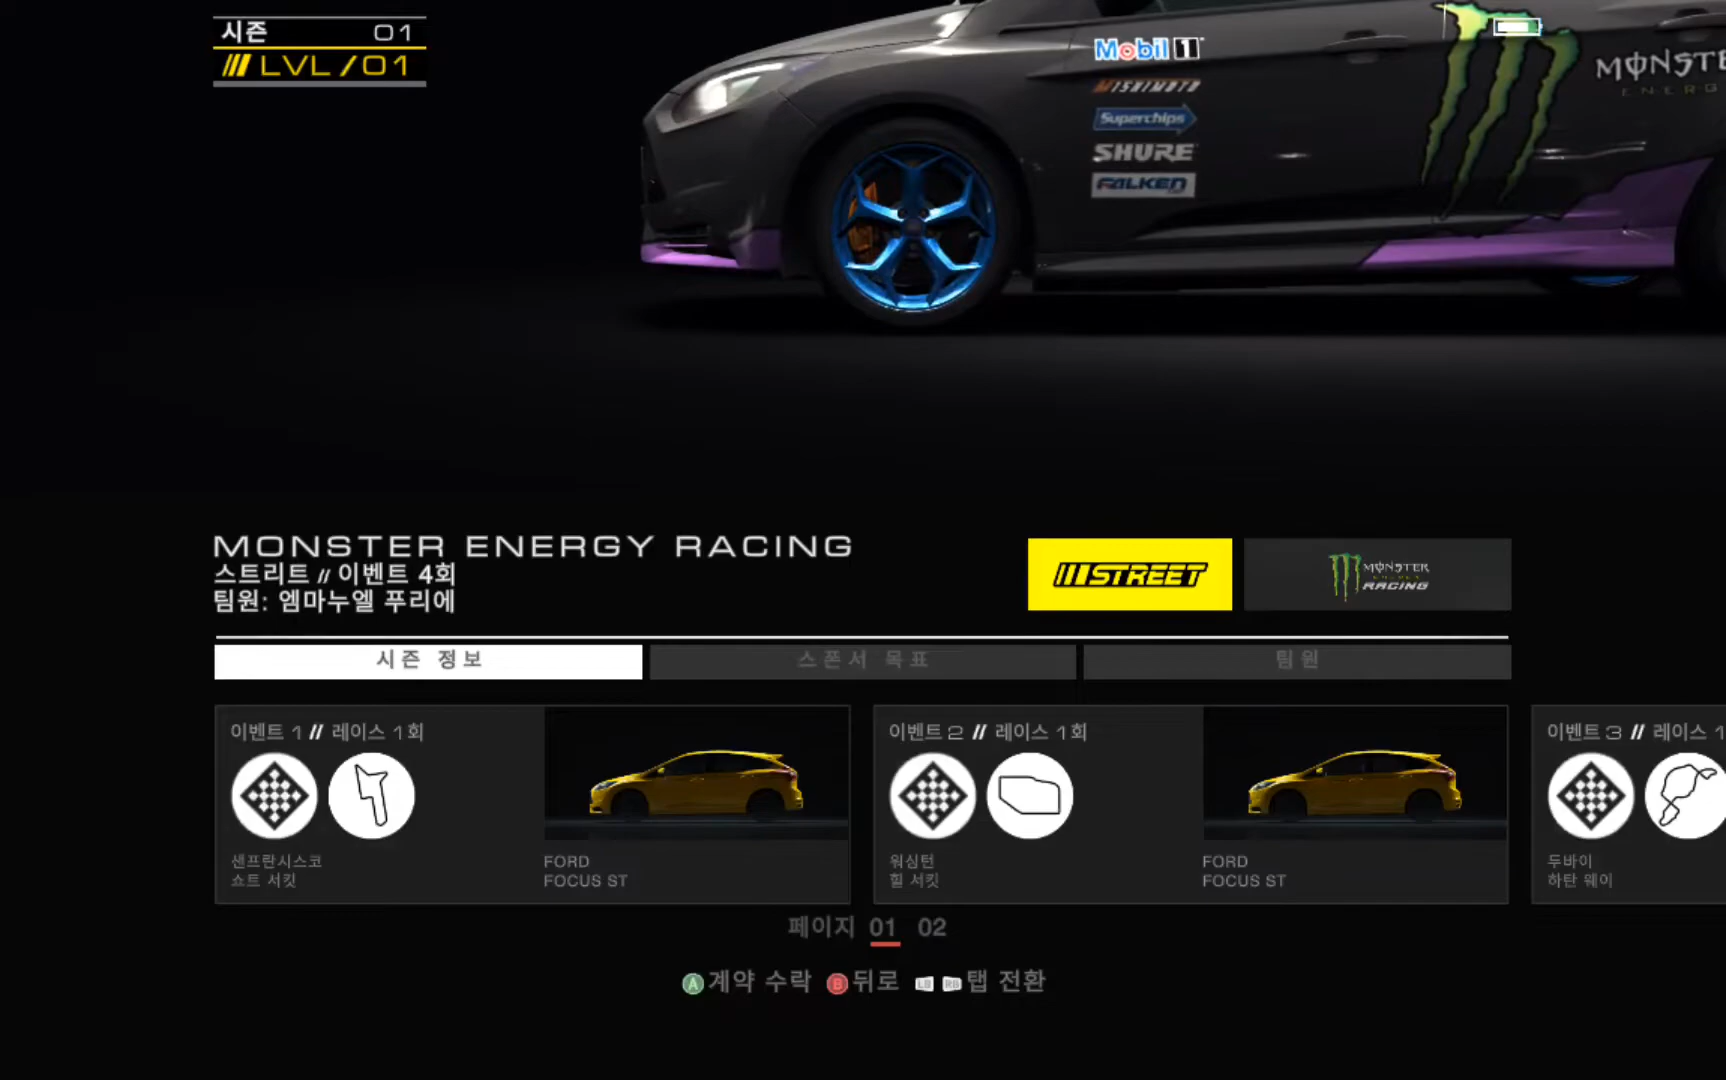 시즌 01
LVL/01
Mobil 1
MISHIMOTO
Superchips
SHURE
FALKEN
MONSTE
ENERG
MONSTER ENERGY RACING
스트리트 // 이벤트 4회
팀원: 엠마누엘 푸리에
STREET
MONSTER
ENERGY
RACING
시즌 정보
스폰서 목표
팀원
이벤트 1 // 레이스 1회
샌프란시스코
쇼트 서킷
FORD
FOCUS ST
이벤트 2 // 레이스 1회
워싱턴
힐 서킷
FORD
FOCUS ST
이벤트 3 // 레이스 1
두바이
하탄 웨이
페이지 01 02
A 계약 수락 B 뒤로 LB RB 탭 전환